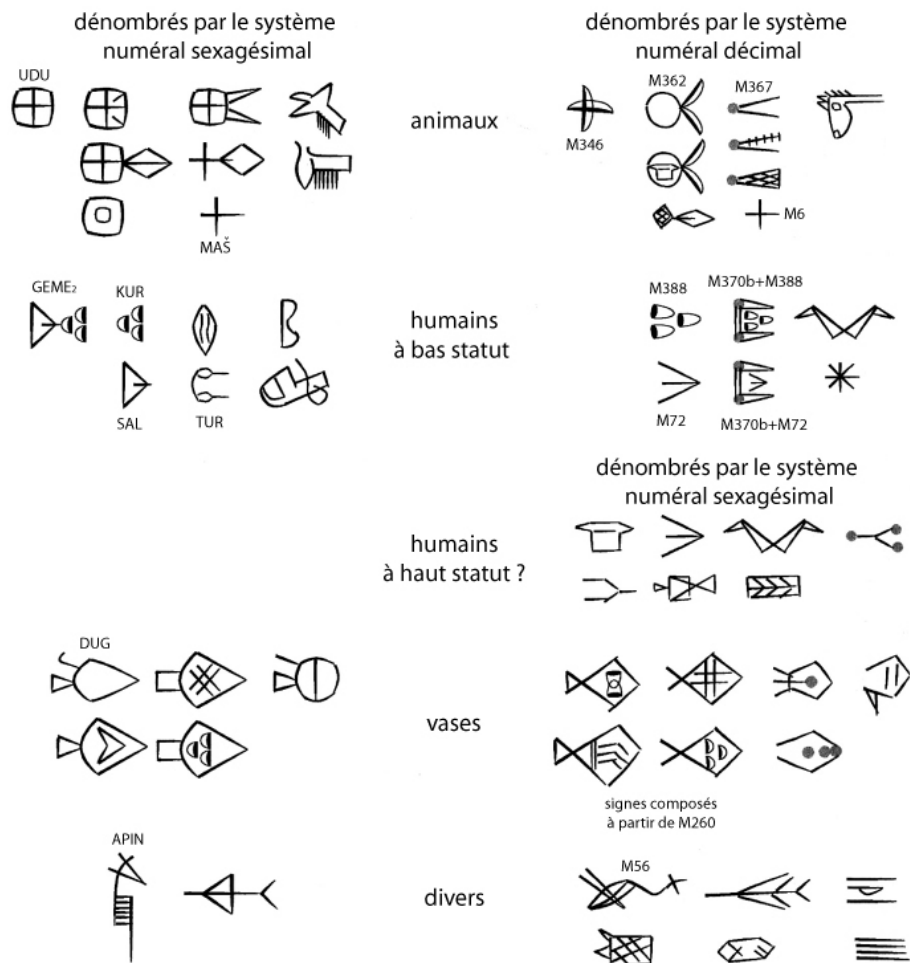 dénombrés par le système
numéral sexagésimal
dénombrés par le système
numéral décimal
UDU
animaux
M346
M362
M367
MAŠ
M6
GEME₂
KUR
humains
à bas statut
M388
M370b+M388
SAL
TUR
M72
M370b+M72
dénombrés par le système
numéral sexagésimal
humains
à haut statut ?
DUG
vases
signes composés
à partir de M260
APIN
divers
M56